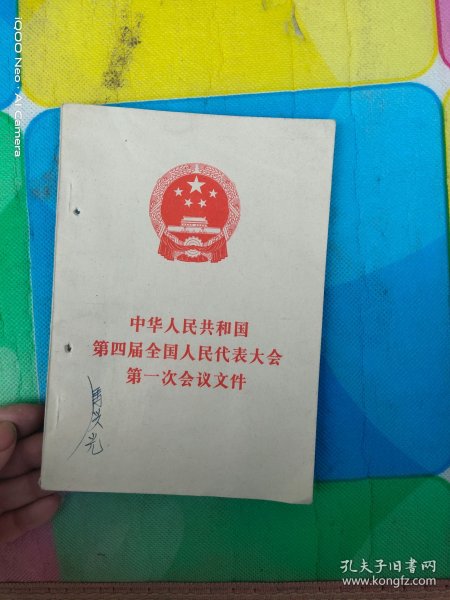 iQOO Neo · AI Camera
中华人民共和国
第四届全国人民代表大会
第一次会议文件
孔夫子旧书网
www.kongfz.com